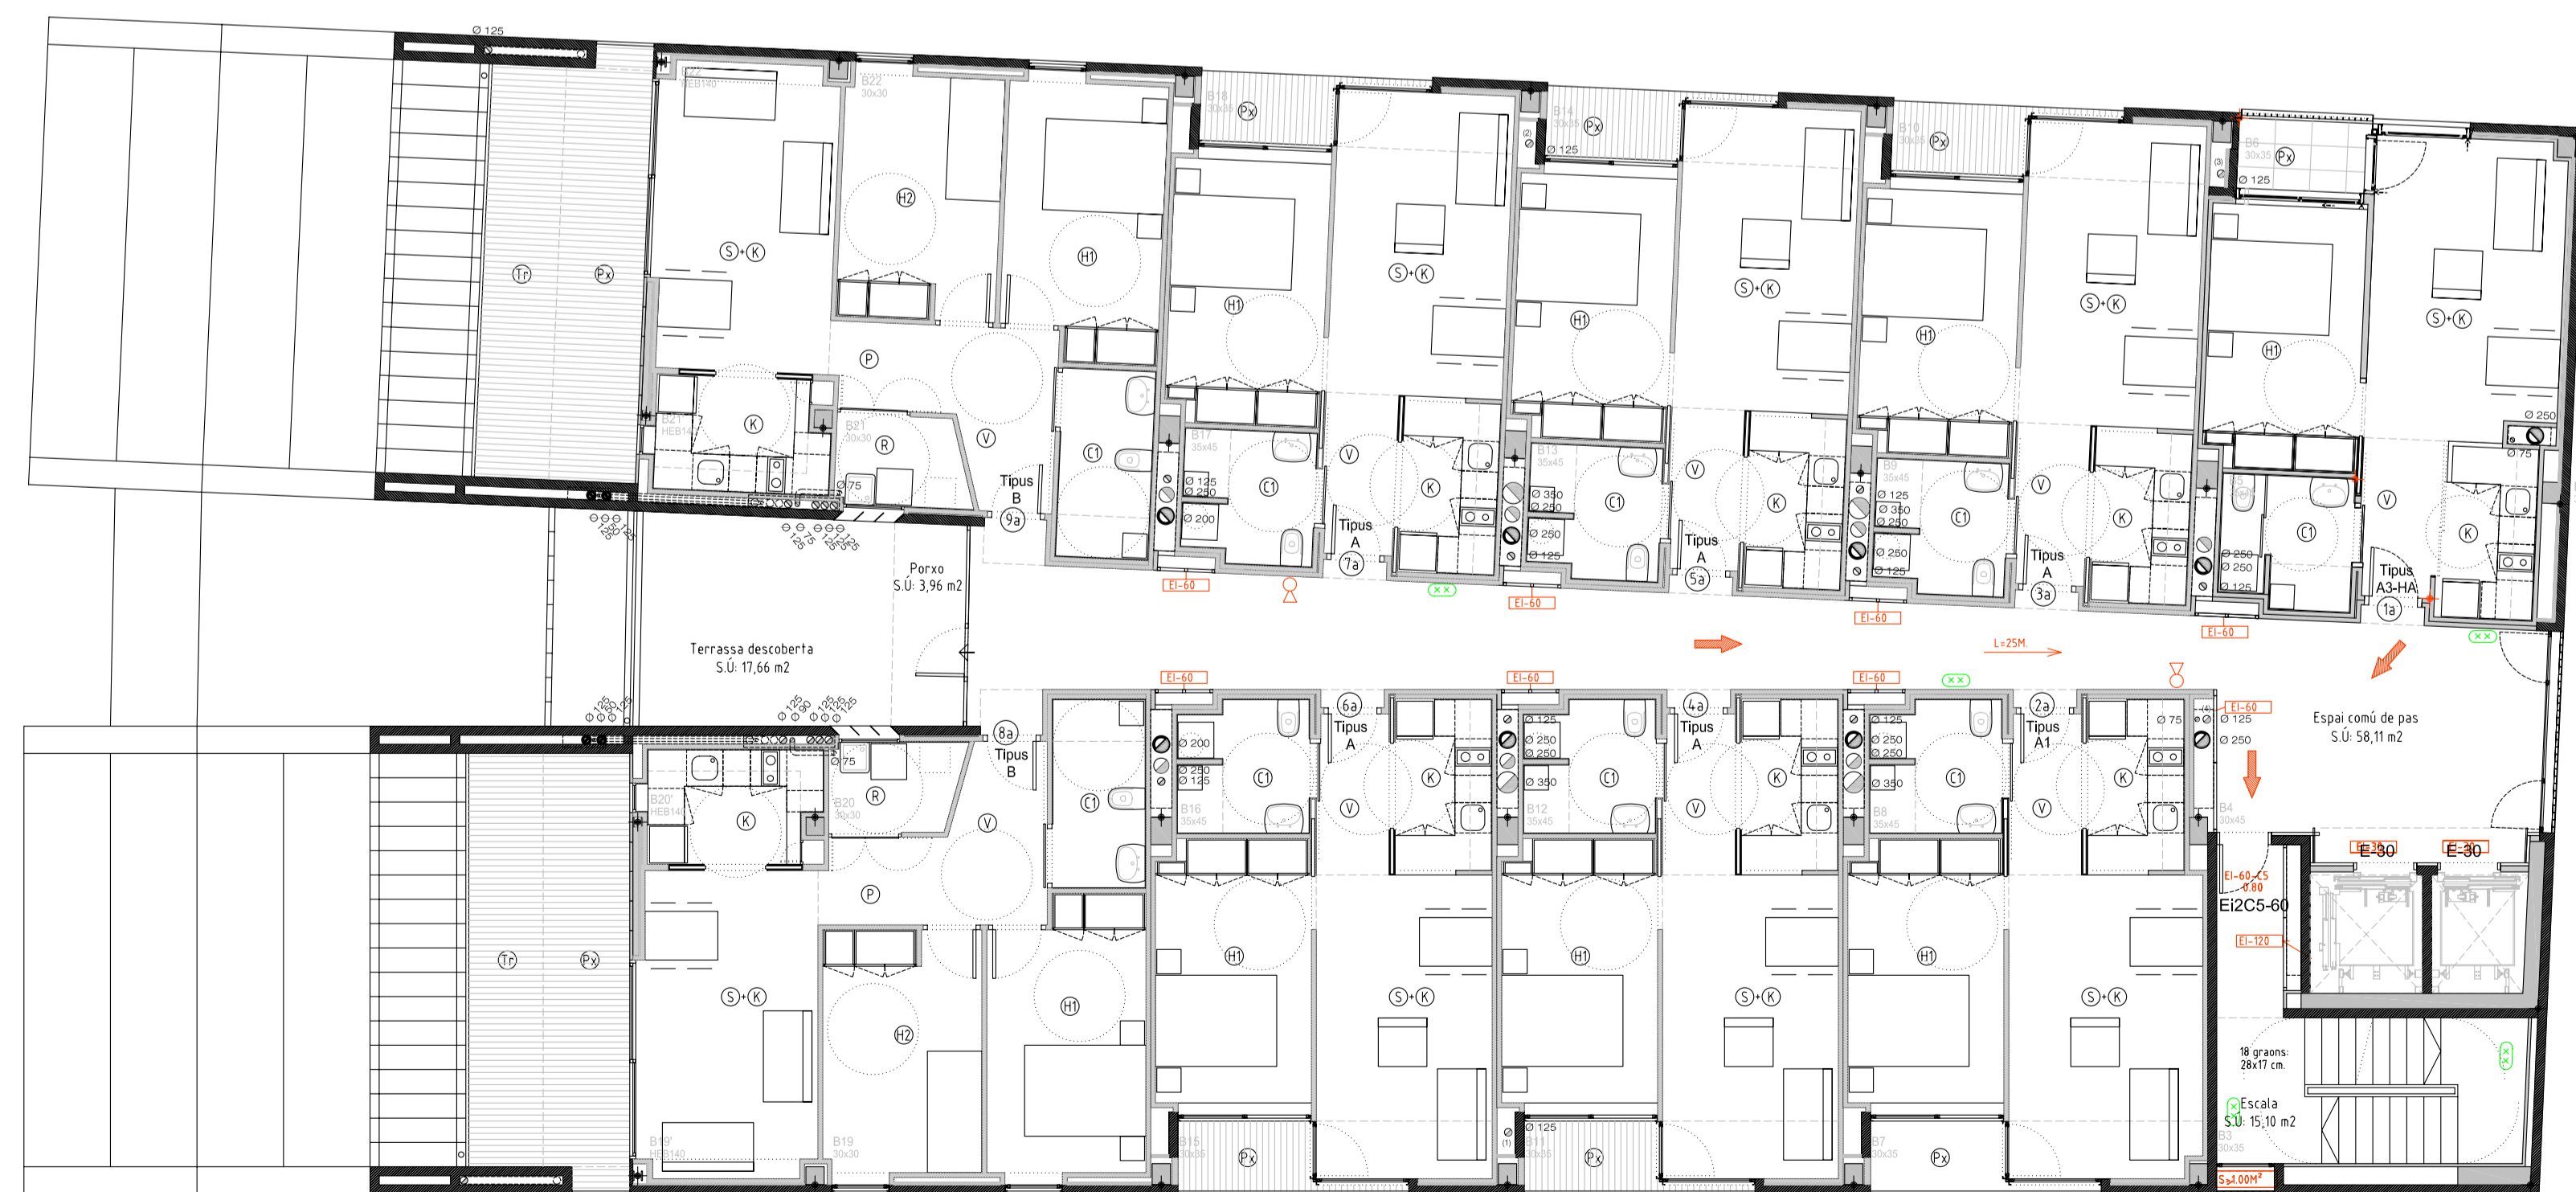 Ø 125
B22'
HEB140
B22
30x30
B18
30x35
Px
B14
30x35
Px
(2)
Ø
Ø 125
B10
30x35
Px
B6
30x35
Px
(3)
Ø
Ø 125
Tr
Px
S+K
H2
H1
H1
S+K
H1
S+K
H1
S+K
H1
S+K
P
K
R
V
C1
B21'
HEB140
B21
30x30
Ø 75
Tipus
B
9a
B17
35x45
Ø 125
Ø 250
Ø 200
C1
V
K
Tipus
A
7a
B13
35x45
Ø 350
Ø 250
Ø 250
Ø 125
C1
V
K
Tipus
A
5a
B9
35x45
Ø 125
Ø 350
Ø 250
Ø 250
Ø 125
C1
V
K
Tipus
A
3a
Ø 250
Ø 75
Ø 250
Ø 250
Ø 125
C1
V
K
Tipus
A3-HA
1a
Porxo
S.Ú: 3,96 m2
Terrassa descoberta
S.Ú: 17,66 m2
EI-60
EI-60
EI-60
EI-60
L=25M.
EI-60
EI-60
EI-60
EI-60
Espai comú de pas
S.Ú: 58,11 m2
8a
Tipus
B
6a
Tipus
A
4a
Tipus
A
2a
Tipus
A1
Ø 75
Ø 125
Ø 250
Ø 75
B20'
HEB140
B20
30x30
K
R
V
P
C1
Ø 200
Ø 250
Ø 125
B16
35x45
C1
V
K
Ø 125
Ø 250
Ø 250
Ø 350
B12
35x45
C1
V
K
Ø 125
Ø 250
Ø 250
Ø 350
B8
35x45
C1
V
K
B4
30x45
E-30
E-30
EI-60-C5
0.80
Ei2C5-60
EI-120
Tr
Px
S+K
H2
H1
H1
S+K
H1
S+K
H1
S+K
B19'
HEB140
B19
30x30
B15
30x35
Px
Ø
(1)
Ø 125
B11
30x35
Px
B7
30x35
Px
18 graons:
28x17 cm.
Escala
S.Ú: 15,10 m2
B3
30x35
S≥1.00M²